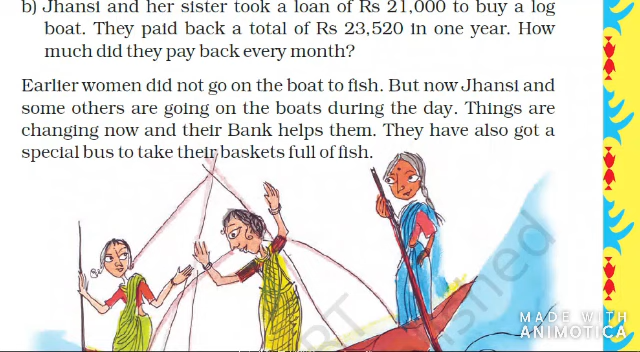 b) Jhansi and her sister took a loan of Rs 21,000 to buy a log
boat. They paid back a total of Rs 23,520 in one year. How
much did they pay back every month?
Earlier women did not go on the boat to fish. But now Jhansi and
some others are going on the boats during the day. Things are
changing now and their Bank helps them. They have also got a
special bus to take their baskets full of fish.
MADE WITH
ANIMOTICA